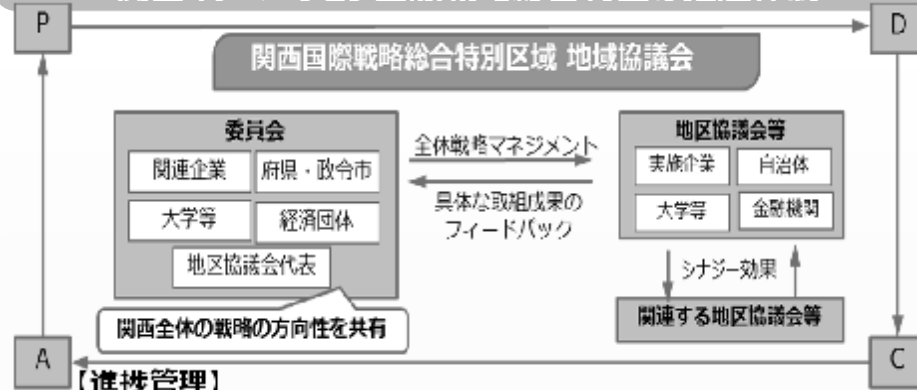 P
D
関西国際戦略総合特別区域 地域協議会
委員会
関連企業
府県・政令市
大学等
経済団体
地区協議会代表
関西全体の戦略の方向性を共有
全体戦略マネジメント
具体な取組成果の
フィードバック
地区協議会等
実施企業
自治体
大学等
金融機関
シナジー効果
関連する地区協議会等
A
C
【進捗管理】